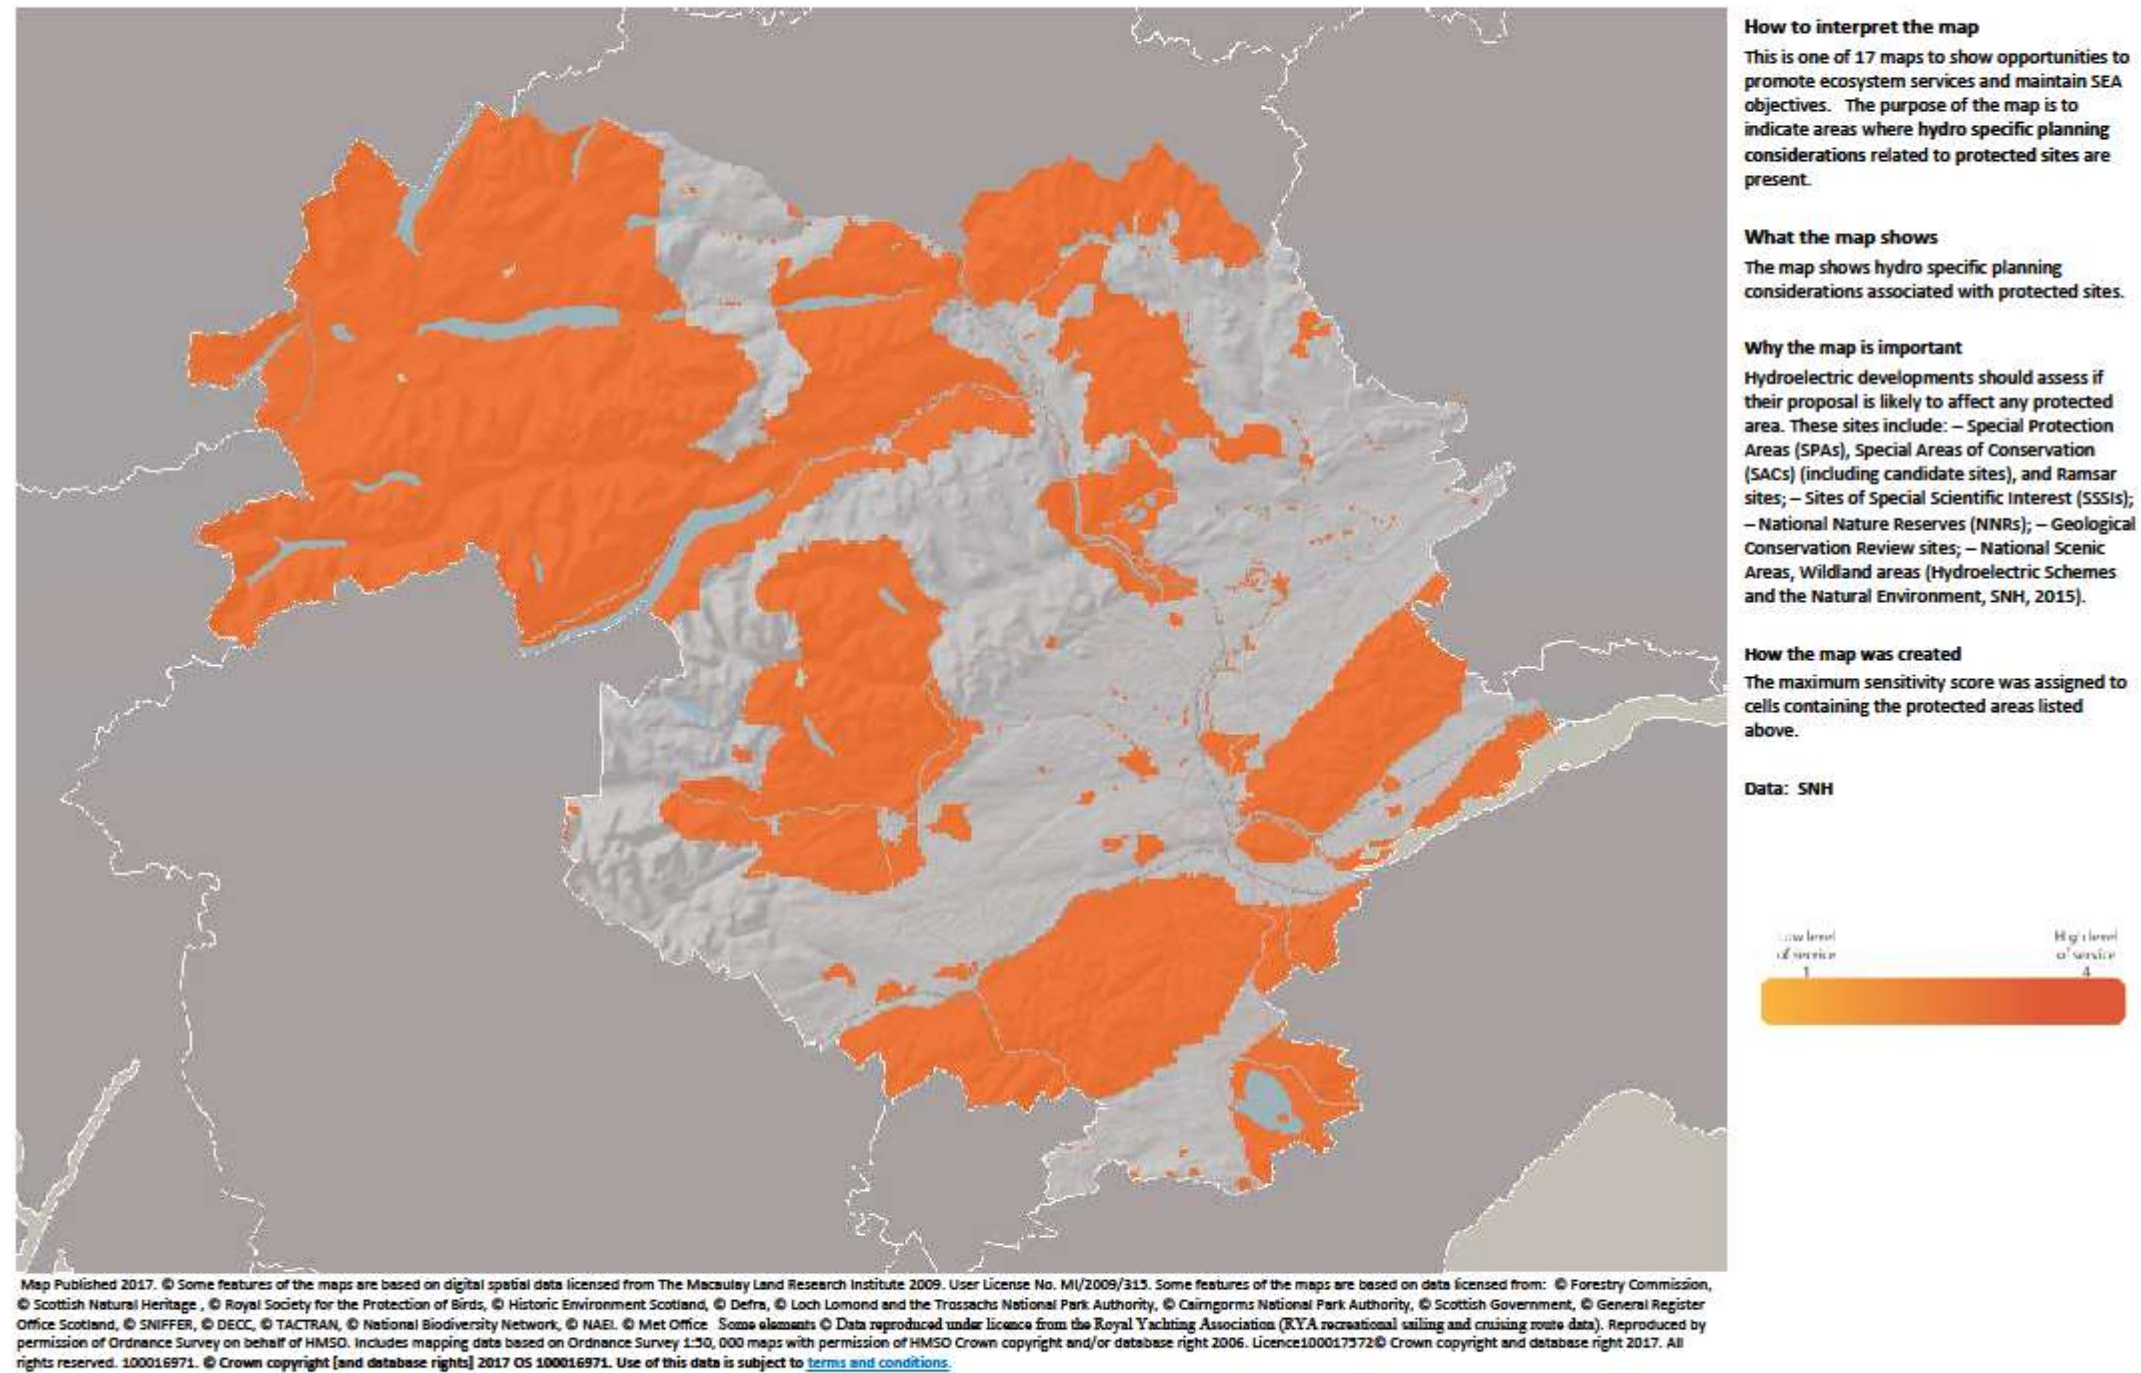 How to interpret the map
This is one of 17 maps to show opportunities to
promote ecosystem services and maintain SEA
objectives. The purpose of the map is to
indicate areas where hydro specific planning
considerations related to protected sites are
present.
What the map shows
The map shows hydro specific planning
considerations associated with protected sites.
Why the map is important
Hydroelectric developments should assess if
their proposal is likely to affect any protected
area. These sites include: – Special Protection
Areas (SPAs), Special Areas of Conservation
(SACs) (including candidate sites), and Ramsar
sites; – Sites of Special Scientific Interest (SSSIs);
– National Nature Reserves (NNRs); – Geological
Conservation Review sites; – National Scenic
Areas, Wildland areas (Hydroelectric Schemes
and the Natural Environment, SNH, 2015).
How the map was created
The maximum sensitivity score was assigned to
cells containing the protected areas listed
above.
Data: SNH
Low level
of service
1
High level
of service
4
Map Published 2017. © Some features of the maps are based on digital spatial data licensed from The Macaulay Land Research Institute 2009. User License No. MI/2009/315. Some features of the maps are based on data licensed from: © Forestry Commission,
© Scottish Natural Heritage , © Royal Society for the Protection of Birds, © Historic Environment Scotland, © Defra, © Loch Lomond and the Trossachs National Park Authority, © Cairngorms National Park Authority, © Scottish Government, © General Register
Office Scotland, © SNIFFER, © DECC, © TACTRAN, © National Biodiversity Network, © NAEI. © Met Office Some elements © Data reproduced under licence from the Royal Yachting Association (RYA recreational sailing and cruising route data). Reproduced by
permission of Ordnance Survey on behalf of HMSO. Includes mapping data based on Ordnance Survey 1:50, 000 maps with permission of HMSO Crown copyright and/or database right 2006. Licence100017572© Crown copyright and database right 2017. All
rights reserved. 100016971. © Crown copyright [and database rights] 2017 OS 100016971. Use of this data is subject to terms and conditions.